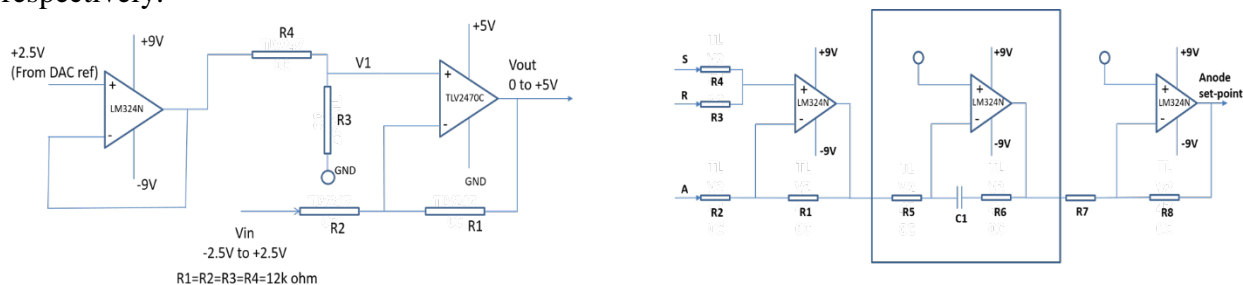 respectively.
+2.5V
(From DAC ref)
+9V
+
LM324N
-
-9V
R4
V1
R3
GND
+5V
+
TLV2470C
-
GND
Vout
0 to +5V
R2
R1
Vin
-2.5V to +2.5V
R1=R2=R3=R4=12k ohm
S
R4
R
R3
A
R2
R1
+9V
+
LM324N
-
-9V
R5
C1
R6
+9V
+
LM324N
-
-9V
R7
R8
+9V
+
LM324N
-
-9V
Anode
set-point